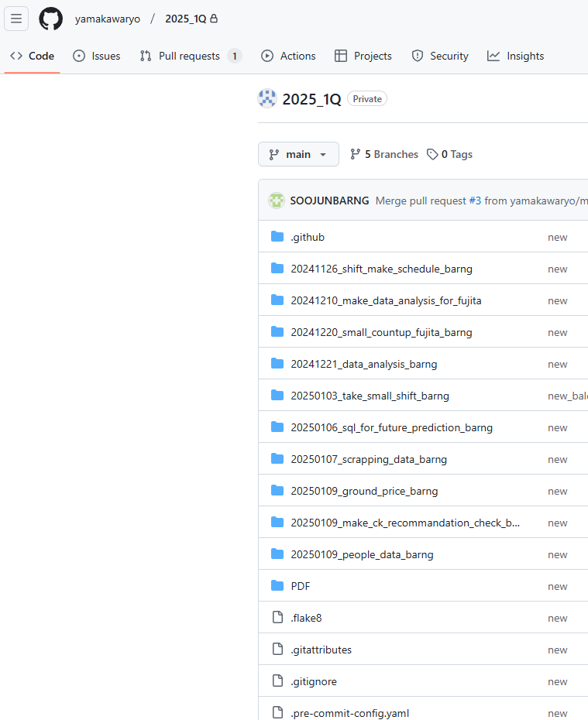 yamakawaryo / 2025_1Q
Code Issues Pull requests 1 Actions Projects Security Insights
2025_1Q Private
main 5 Branches 0 Tags
SOOJUNBARNG Merge pull request #3 from yamakawaryo/m
.github new
20241126_shift_make_schedule_barng new
20241210_make_data_analysis_for_fujita new
20241220_small_countup_fujita_barng new
20241221_data_analysis_barng new
20250103_take_small_shift_barng new_bal
20250106_sql_for_future_prediction_barng new
20250107_scrapping_data_barng new
20250109_ground_price_barng new
20250109_make_ck_recommandation_check_b... new
20250109_people_data_barng new
PDF new
.flake8 new
.gitattributes new
.gitignore new
.pre-commit-config.yaml new